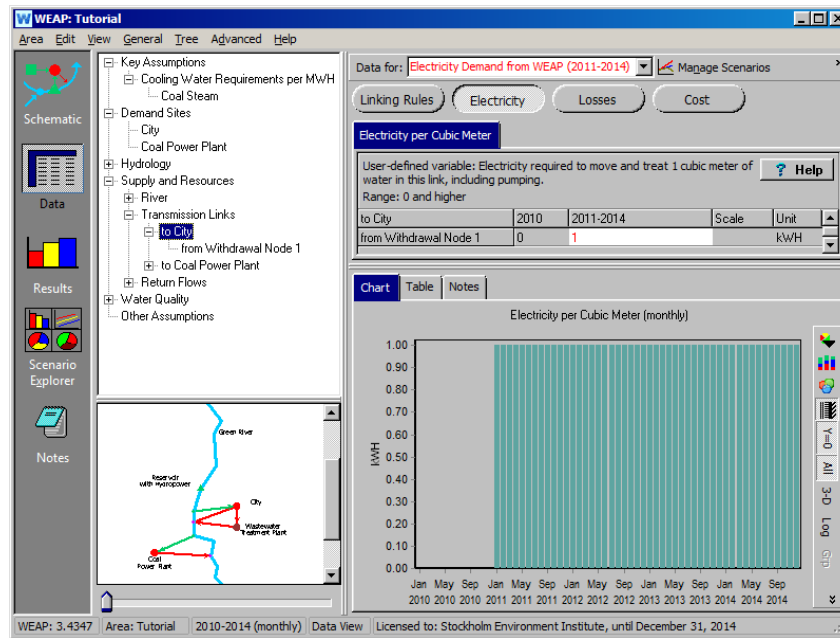 WEAP: Tutorial
Area Edit View General Tree Advanced Help
Schematic
Data
Results
Scenario
Explorer
Notes
Key Assumptions
Cooling Water Requirements per MWH
Coal Steam
Demand Sites
City
Coal Power Plant
Hydrology
Supply and Resources
River
Transmission Links
to City
from Withdrawal Node 1
to Coal Power Plant
Return Flows
Water Quality
Other Assumptions
Green River
Reservoir
with Hydropower
City
Wastewater
Treatment Plant
Coal
Power Plant
Data for: Electricity Demand from WEAP (2011-2014) Manage Scenarios
Linking Rules Electricity Losses Cost
Electricity per Cubic Meter
User-defined variable: Electricity required to move and treat 1 cubic meter of
water in this link, including pumping.
Range: 0 and higher
? Help
to City 2010 2011-2014 Scale Unit
from Withdrawal Node 1 0 1 kWH
Chart Table Notes
Electricity per Cubic Meter (monthly)
kWH
1.00
0.90
0.80
0.70
0.60
0.50
0.40
0.30
0.20
0.10
0.00
Jan May Sep Jan May Sep Jan May Sep Jan May Sep Jan May Sep
2010 2010 2010 2011 2011 2011 2012 2012 2012 2013 2013 2013 2014 2014 2014
Y=0
All
3-D
Log
Grp
WEAP: 3.4347 Area: Tutorial 2010-2014 (monthly) Data View Licensed to: Stockholm Environment Institute, until December 31, 2014